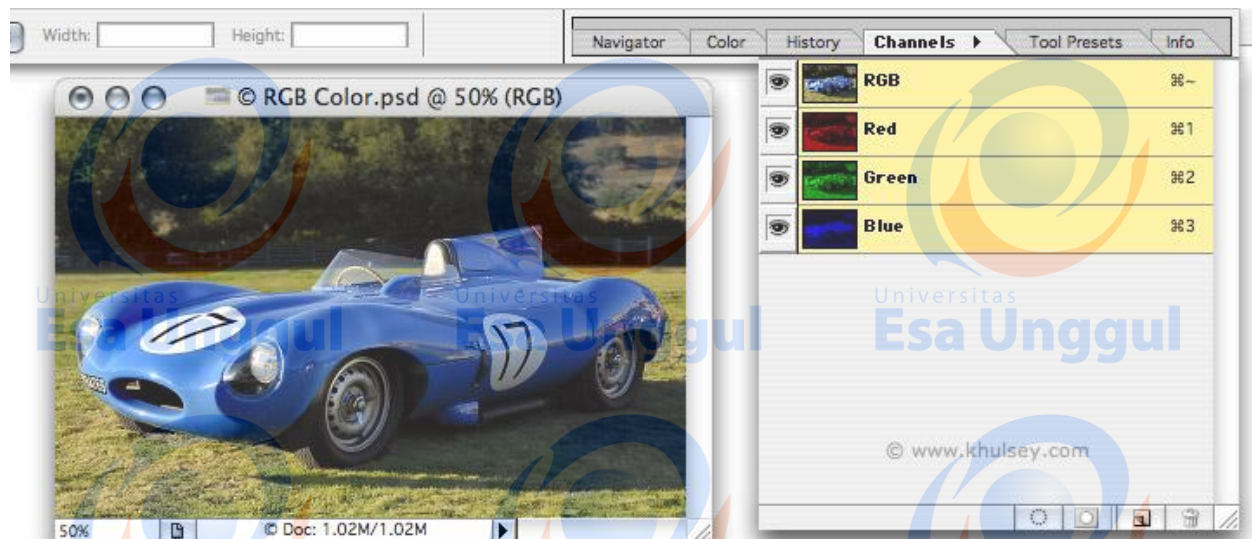 Width:
Height:
Navigator
Color
History
Channels
Tool Presets
Info
© RGB Color.psd @ 50% (RGB)
RGB ⌘~
Red ⌘1
Green ⌘2
Blue ⌘3
17
17
Universitas
Esa Unggul
Universitas
Esa Unggul
Universitas
Esa Unggul
© www.khulsey.com
50%
© Doc: 1.02M/1.02M